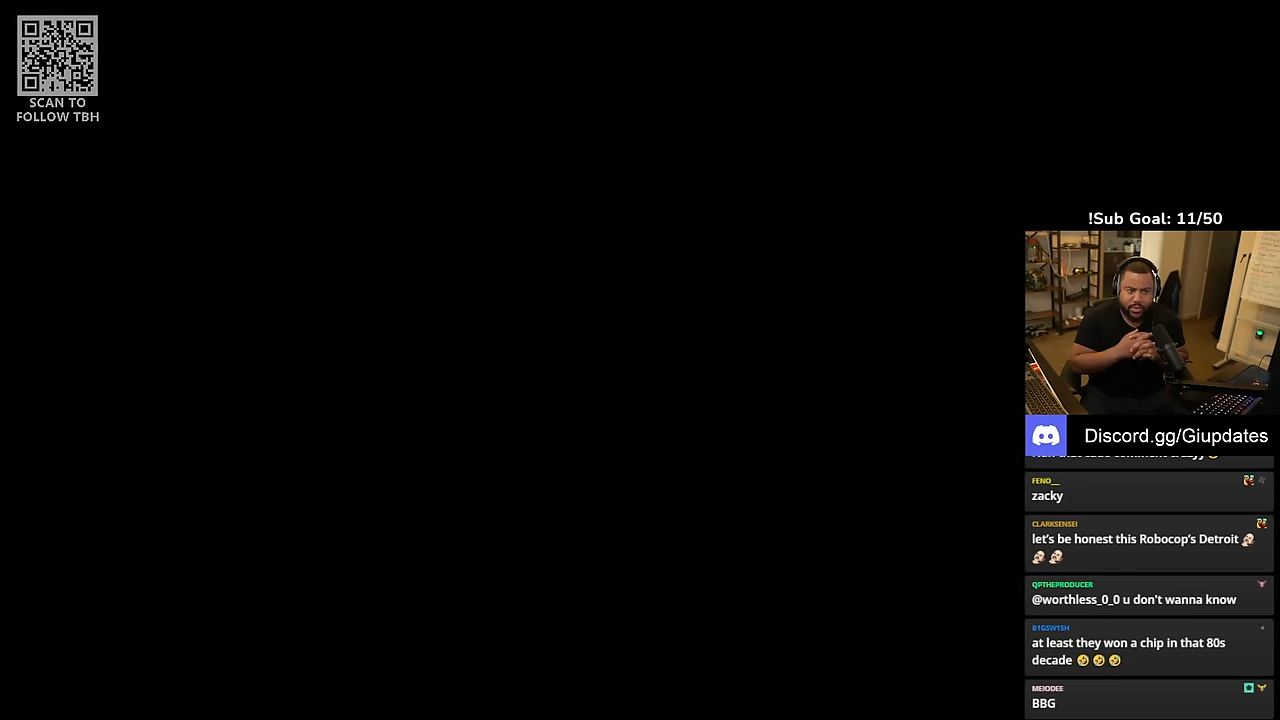 SCAN TO
FOLLOW TBH
!Sub Goal: 11/50
Discord.gg/Giupdates
FENO__
zacky
CLARKSENSEI
let's be honest this Robocop's Detroit
QPTHEPRODUCER
@worthless_0_0 u don't wanna know
B1GSW1SH
at least they won a chip in that 80s
decade 🤣🤣🤣
MEIODEE
BBG